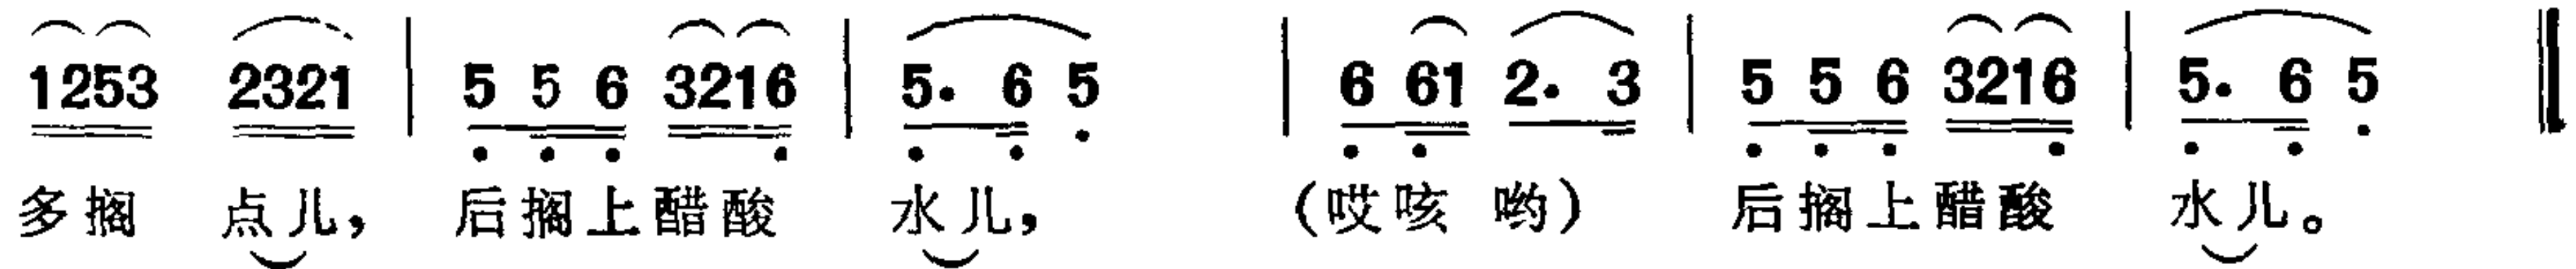 1253 2321 | 5 5 6 3216 | 5. 6 5 | 6 61 2. 3 | 5 5 6 3216 | 5. 6 5 ‖
多搁 点儿， 后搁上醋酸 水儿， （哎咳 哟） 后搁上醋酸 水儿。